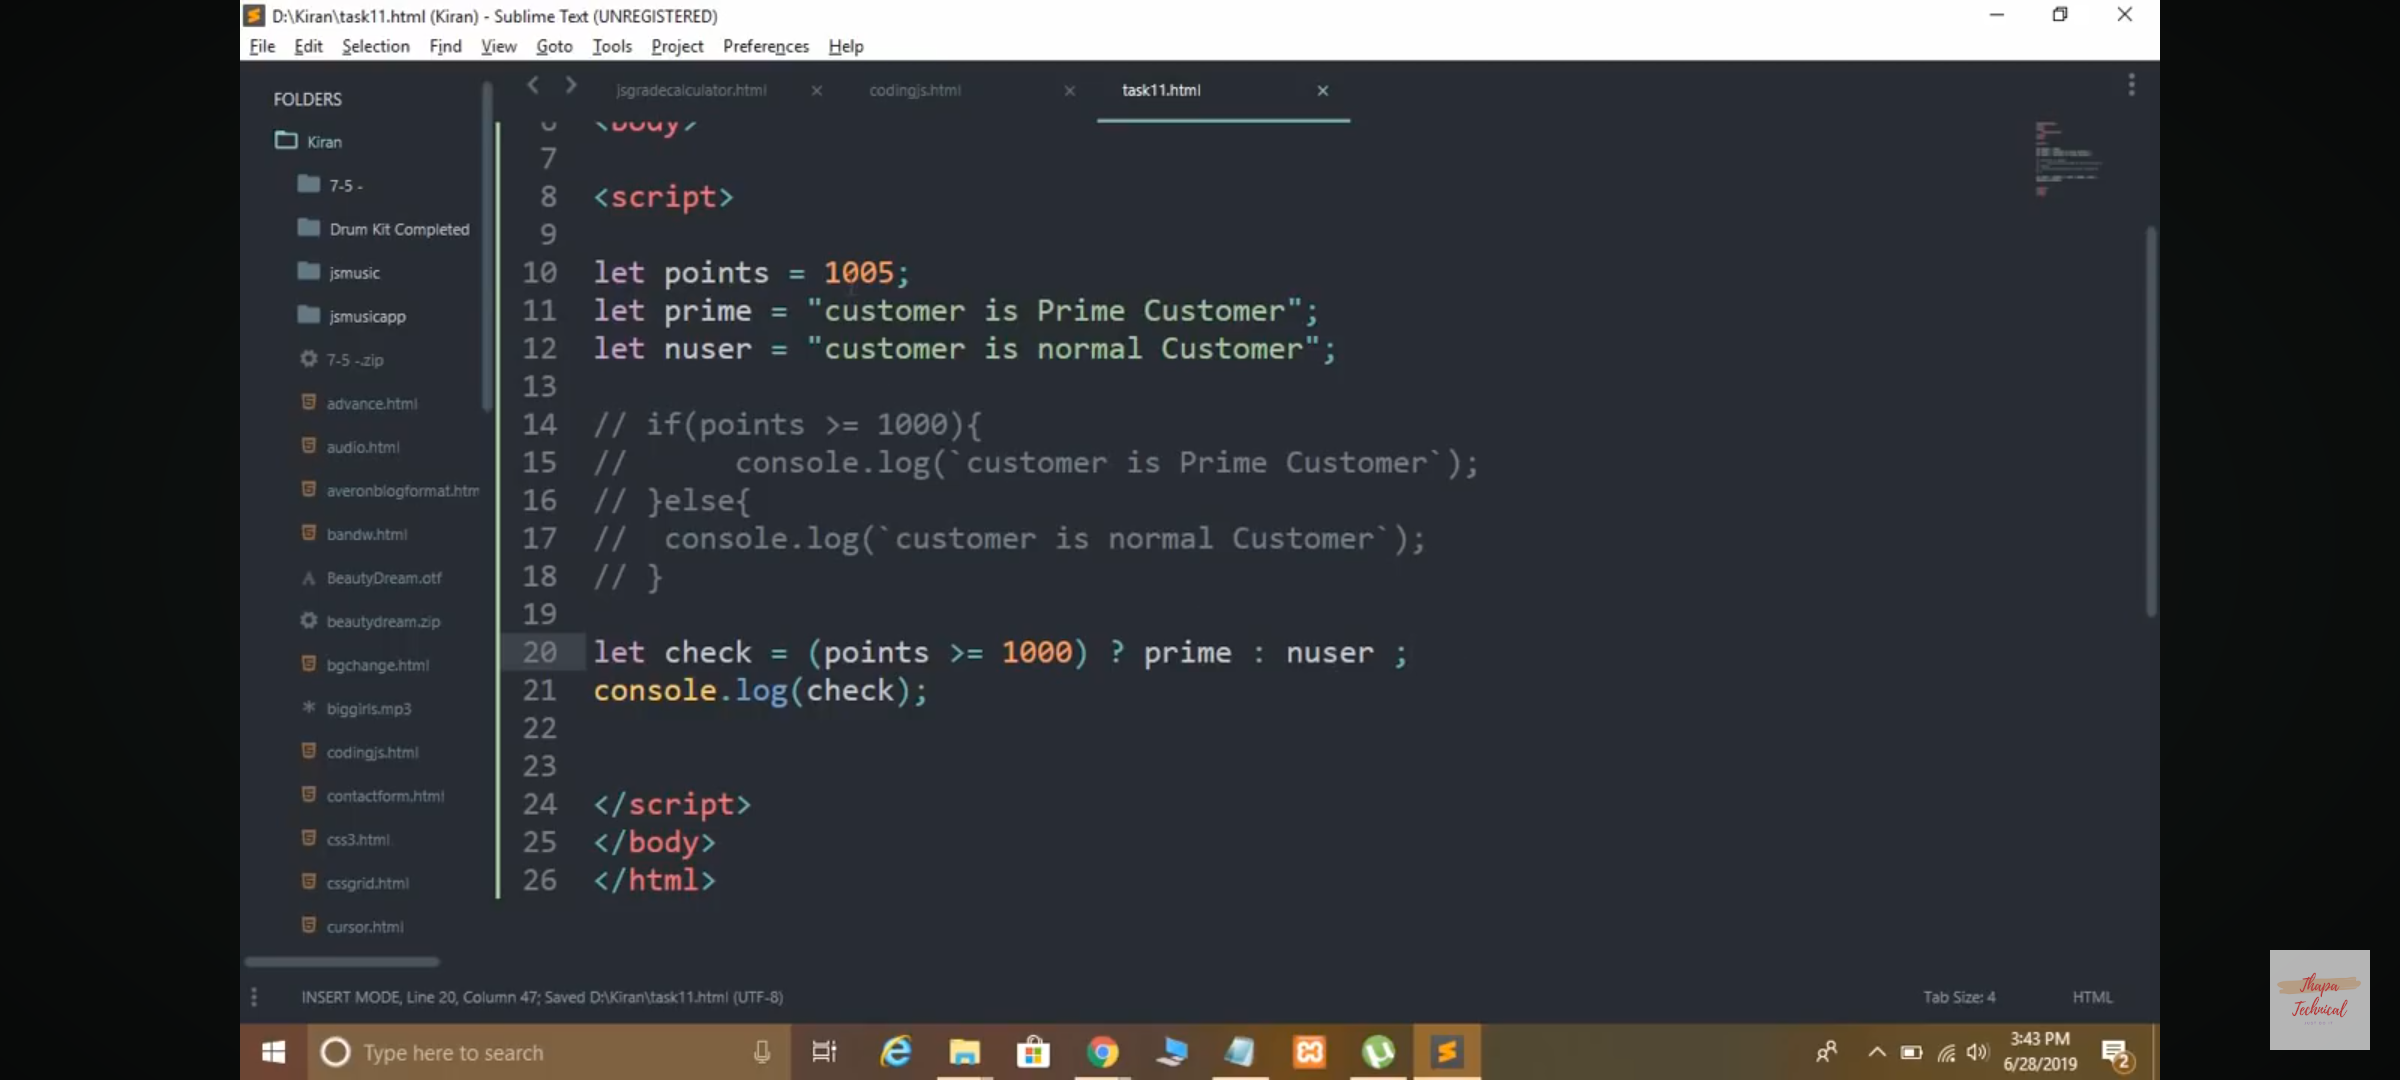 D:\Kiran\task11.html (Kiran) - Sublime Text (UNREGISTERED)
File Edit Selection Find View Goto Tools Project Preferences Help
FOLDERS
Kiran
7-5 -
Drum Kit Completed
jsmusic
jsmusicapp
7-5 -.zip
advance.html
audio.html
averonblogformat.htm
bandw.html
BeautyDream.otf
beautydream.zip
bgchange.html
biggirls.mp3
codingjs.html
contactform.html
css3.html
cssgrid.html
cursor.html
jsgradecalculator.html codingjs.html task11.html
6 <body>
7
8 <script>
9
10 let points = 1005;
11 let prime = "customer is Prime Customer";
12 let nuser = "customer is normal Customer";
13
14 // if(points >= 1000){
15 // console.log(`customer is Prime Customer`);
16 // }else{
17 // console.log(`customer is normal Customer`);
18 // }
19
20 let check = (points >= 1000) ? prime : nuser ;
21 console.log(check);
22
23
24 </script>
25 </body>
26 </html>
INSERT MODE, Line 20, Column 47; Saved D:\Kiran\task11.html (UTF-8) Tab Size: 4 HTML
Type here to search
3:43 PM
6/28/2019
2
Thapa
Technical